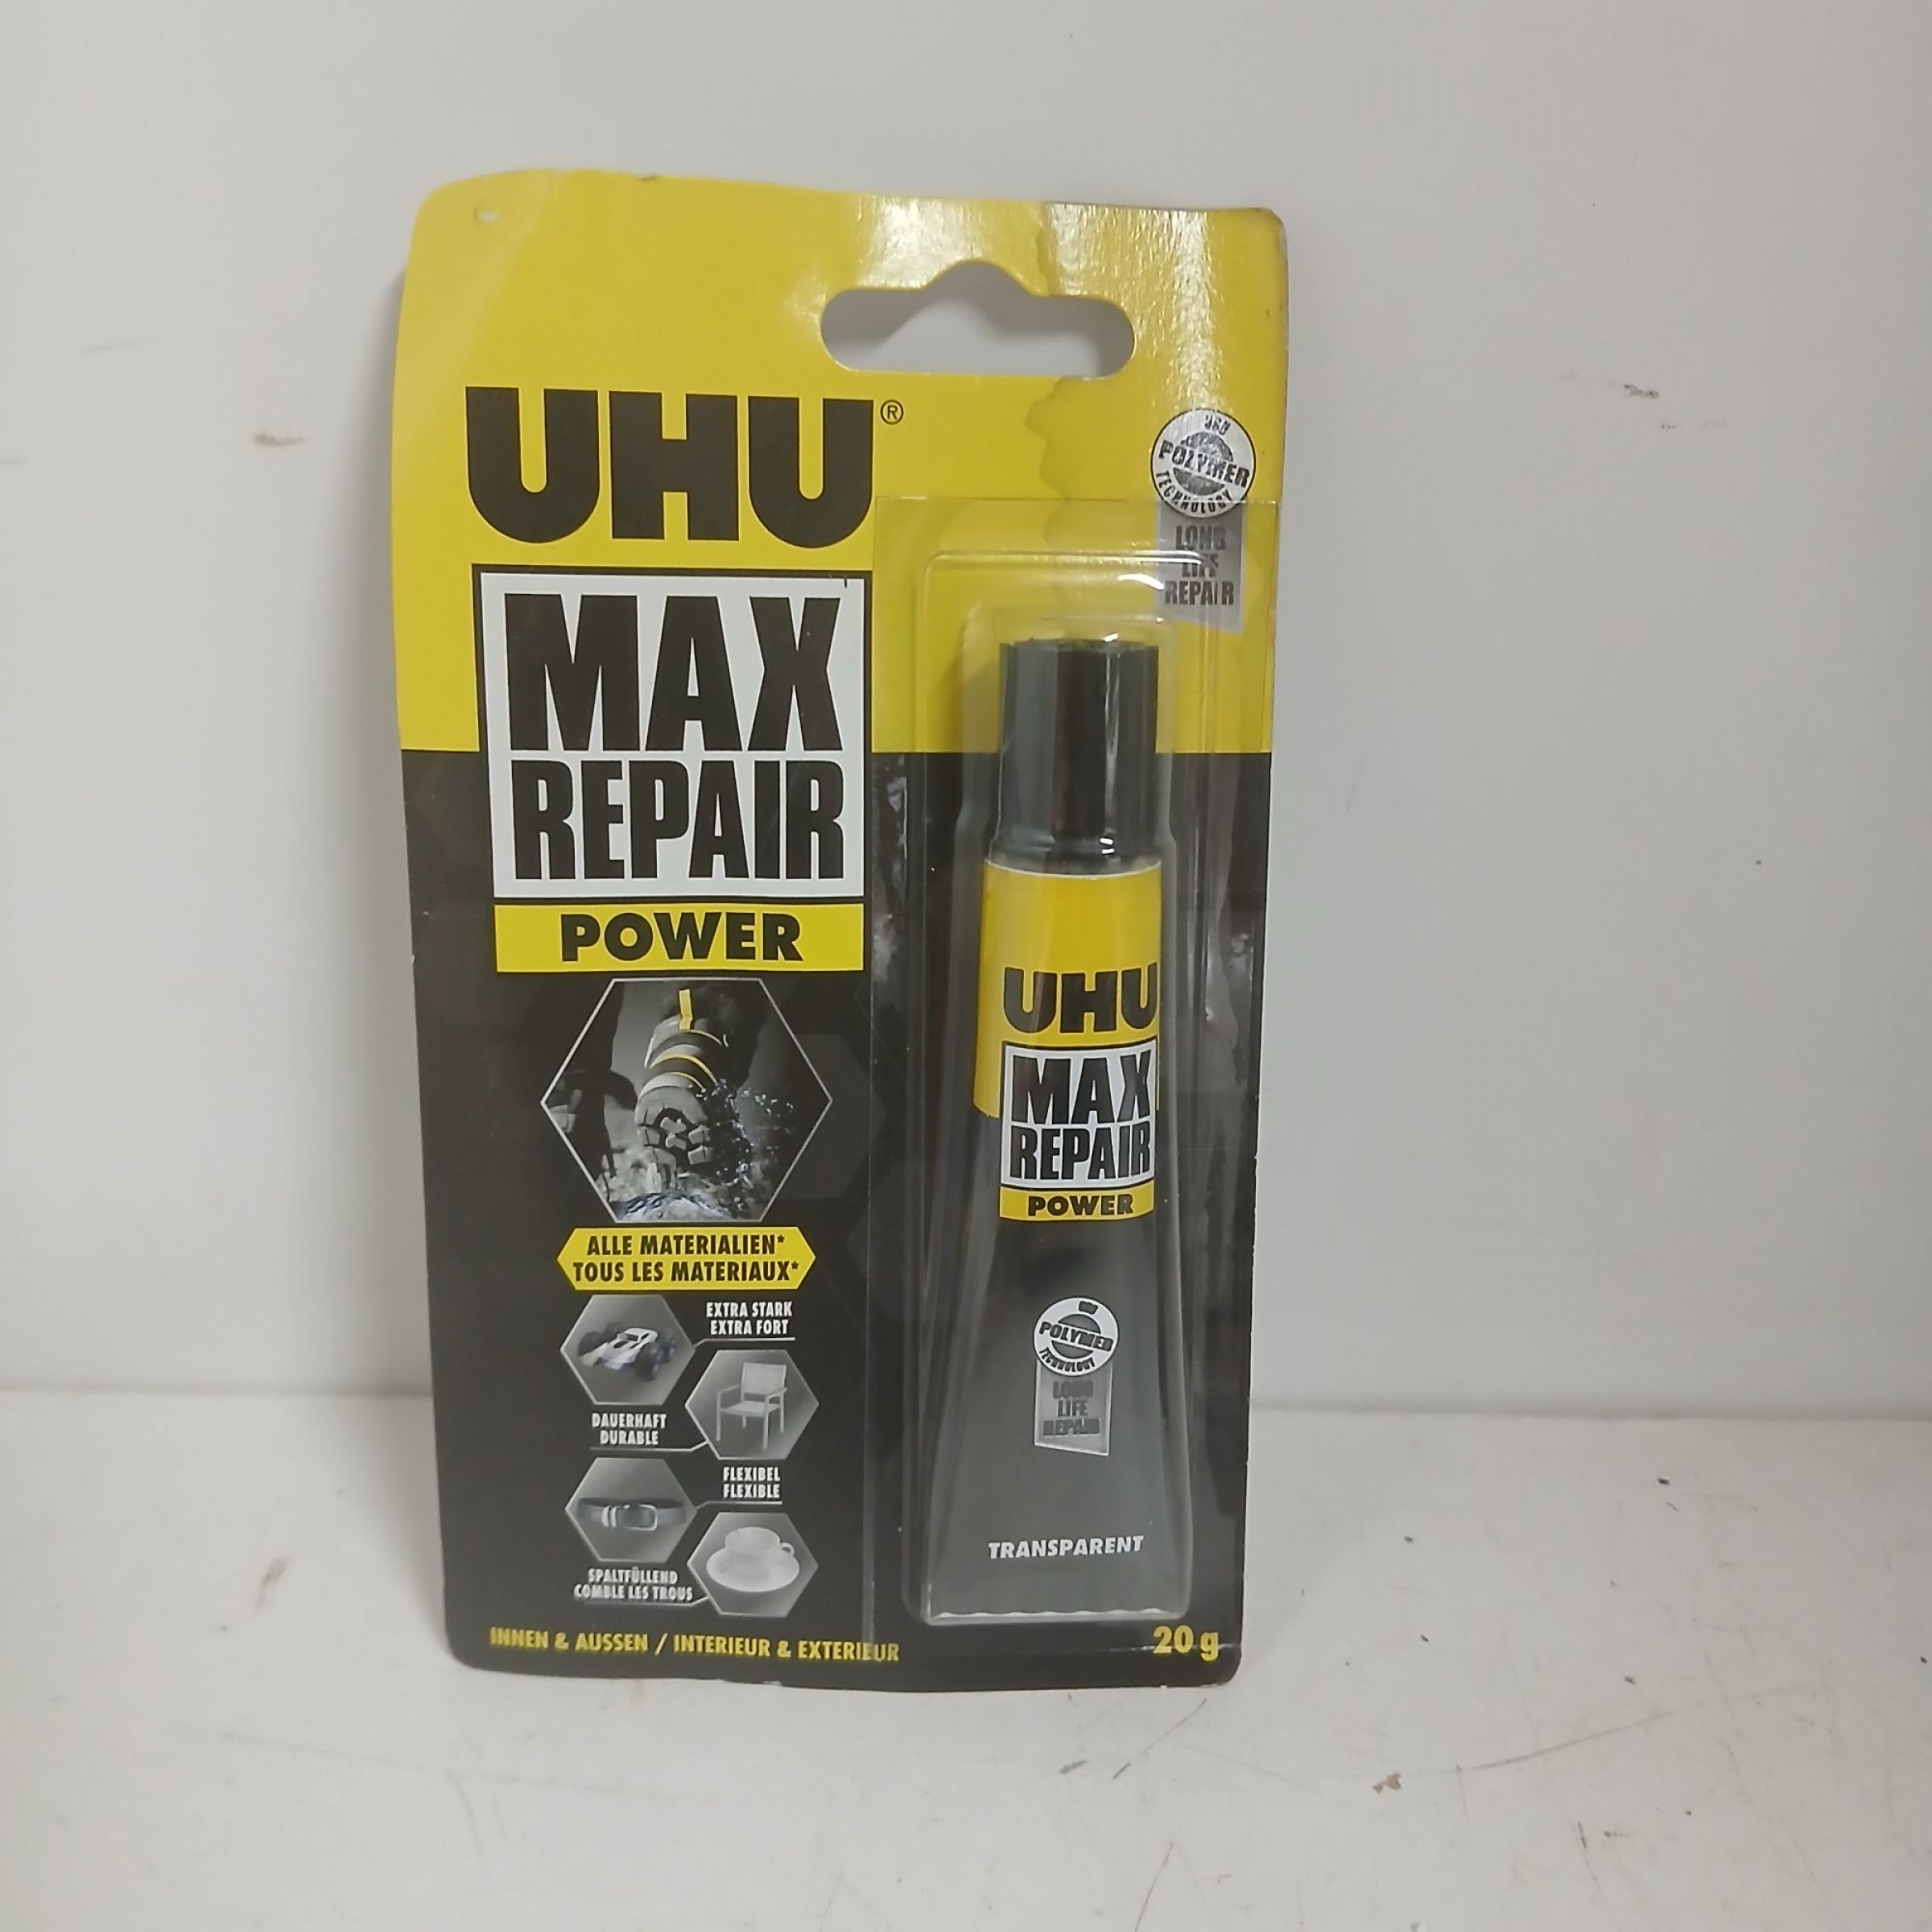 UHU®
MAX
REPAIR
POWER
POLYMER
TECHNOLOGY
LONG
LIFE
REPAIR
ALLE MATERIALIEN*
TOUS LES MATERIAUX*
EXTRA STARK
EXTRA FORT
DAUERHAFT
DURABLE
FLEXIBEL
FLEXIBLE
SPALTFÜLLEND
COMBLE LES TROUS
INNEN & AUSSEN / INTERIEUR & EXTERIEUR
20 g
UHU
MAX
REPAIR
POWER
POLYMER
TECHNOLOGY
LONG
LIFE
REPAIR
TRANSPARENT